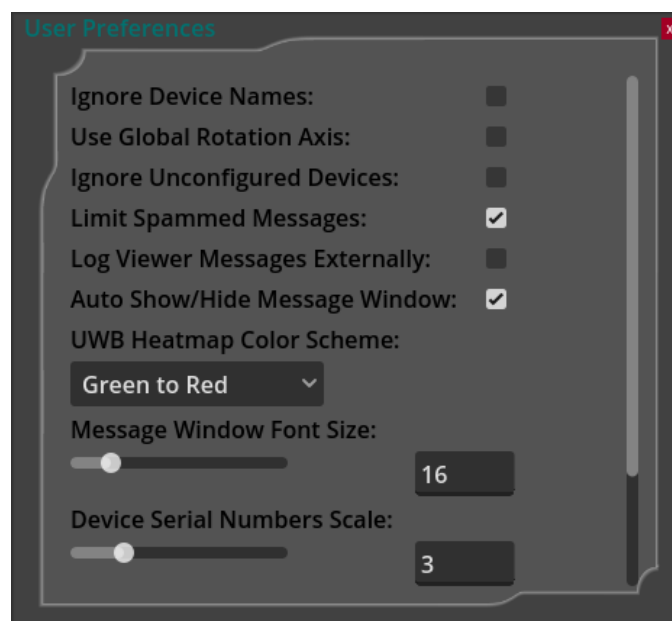 User Preferences
x
Ignore Device Names:
Use Global Rotation Axis:
Ignore Unconfigured Devices:
Limit Spammed Messages:
Log Viewer Messages Externally:
Auto Show/Hide Message Window:
UWB Heatmap Color Scheme:
Green to Red
Message Window Font Size:
16
Device Serial Numbers Scale:
3